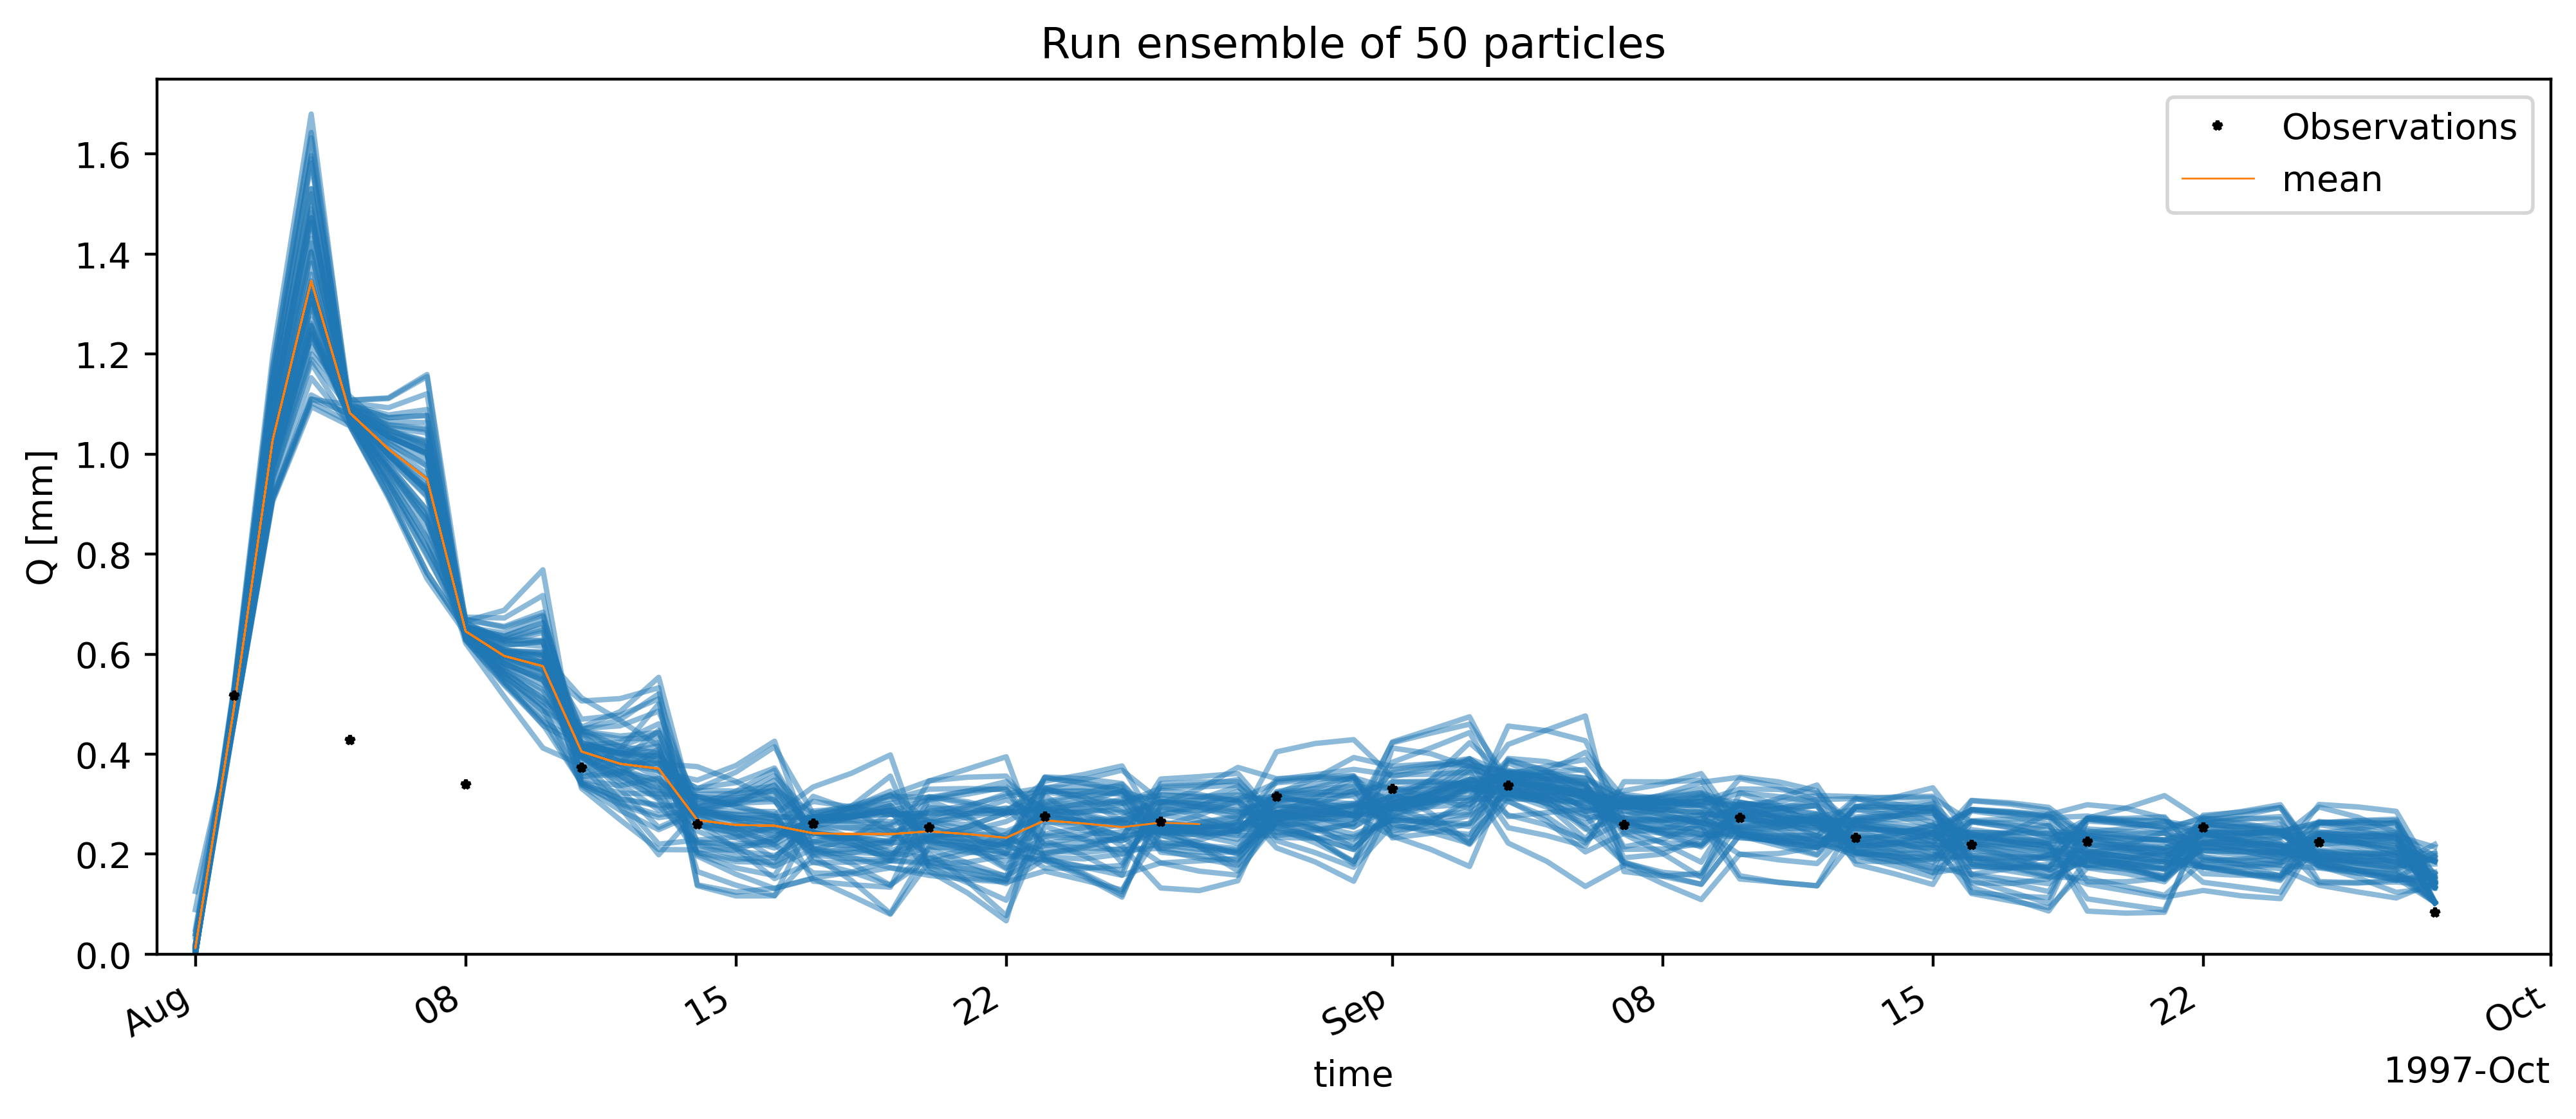 Run ensemble of 50 particles
Observations
mean
Q [mm]
1.6
1.4
1.2
1.0
0.8
0.6
0.4
0.2
0.0
Aug 08 15 22 Sep 08 15 22 Oct
time
1997-Oct